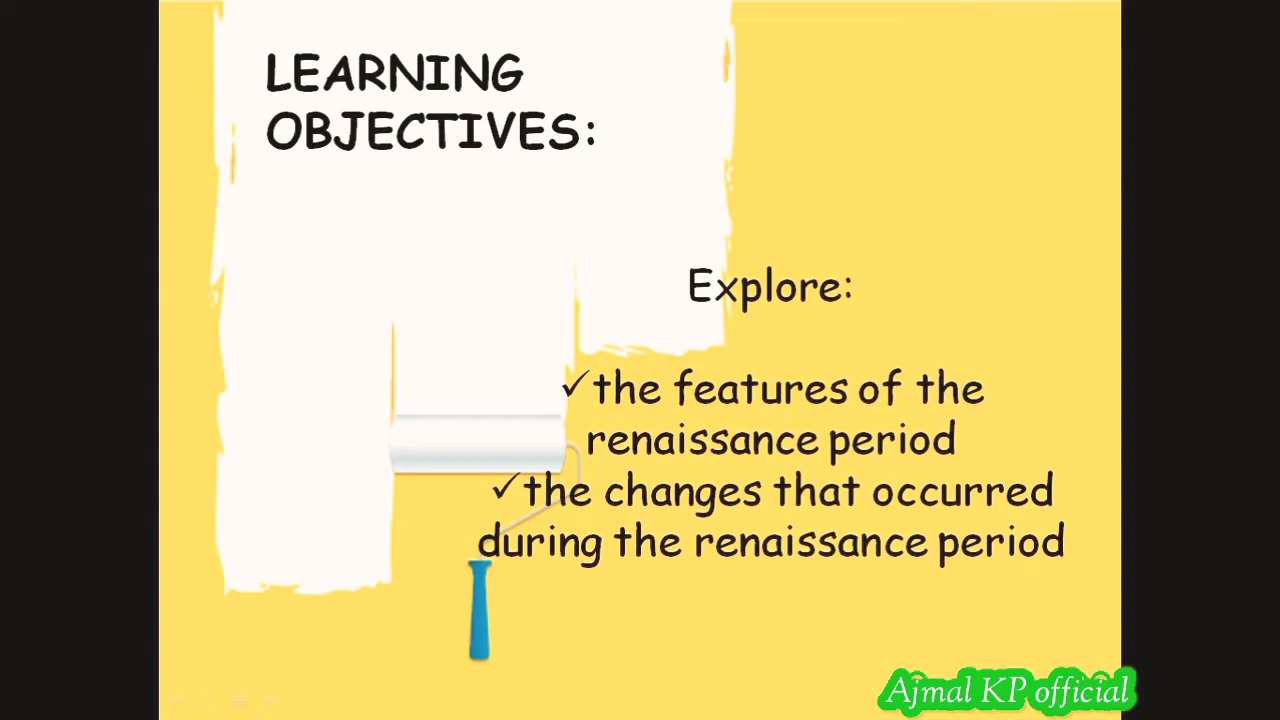 LEARNING
OBJECTIVES:
Explore:
✓the features of the
renaissance period
✓the changes that occurred
during the renaissance period
Ajmal KP official